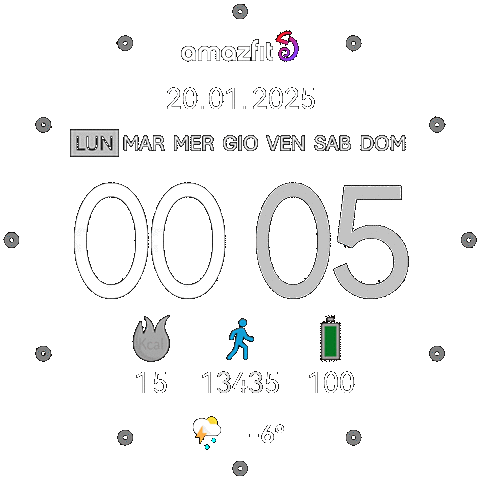 amazfit
20.01.2025
LUN MAR MER GIO VEN SAB DOM
00 05
Kcal
15 13435 100
-6°